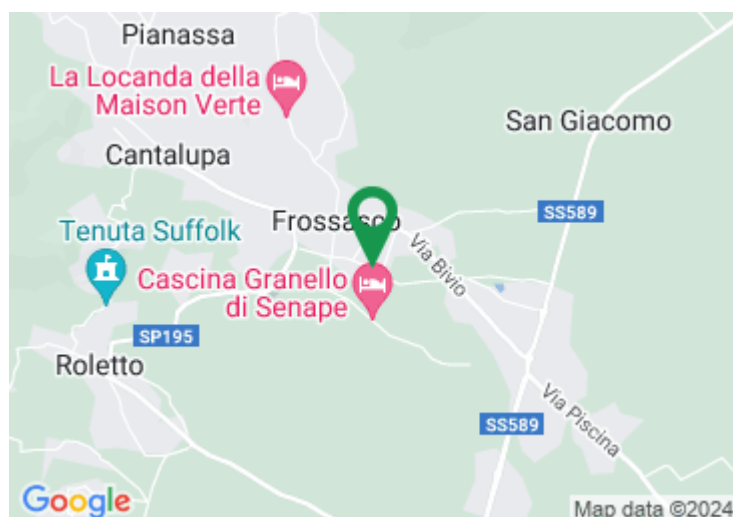 Pianassa
La Locanda della
Maison Verte
San Giacomo
Cantalupa
SS589
Frossasco
Tenuta Suffolk
Via Bivio
Cascina Granello
di Senape
SP195
Roletto
Via Piscina
SS589
Google
Map data ©2024